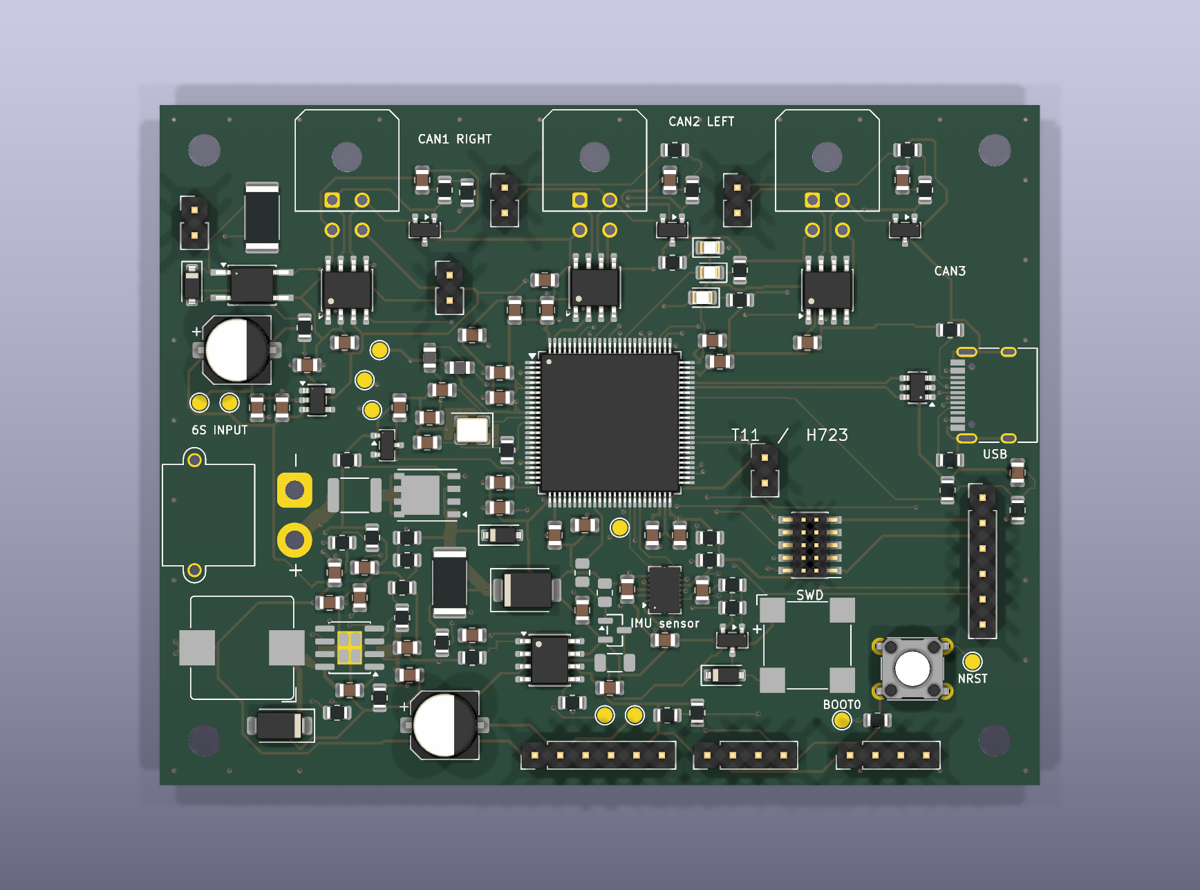 CAN2 LEFT
CAN1 RIGHT
CAN3
+
6S INPUT
T11 / H723
USB
+
SWD
IMU sensor
+
NRST
BOOT0
+